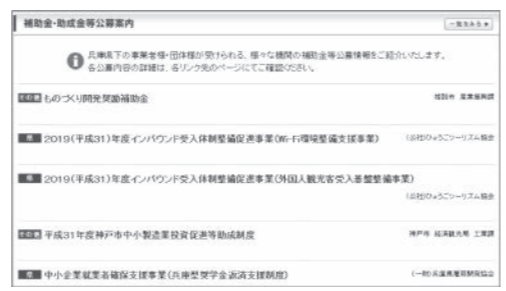 補助金・助成金等公募案内
一覧をみる
兵庫県下の事業者様・団体様が受けられる、様々な機関の補助金等公募情報をご紹介いたします。
各公募内容の詳細は、各リンク先のページにてご確認ください。
その他 ものづくり開発奨励補助金 姫路市 産業振興課
県 2019(平成31)年度インバウンド受入体制整備促進事業(Wi-Fi環境整備支援事業) (公社)ひょうごツーリズム協会
県 2019(平成31)年度インバウンド受入体制整備促進事業(外国人観光客受入基盤整備事業)
(公社)ひょうごツーリズム協会
その他 平成31年度神戸市中小製造業投資促進等助成制度 神戸市 経済観光局 工業課
県 中小企業就業者確保支援事業(兵庫型奨学金返済支援制度) (一財)兵庫県雇用開発協会